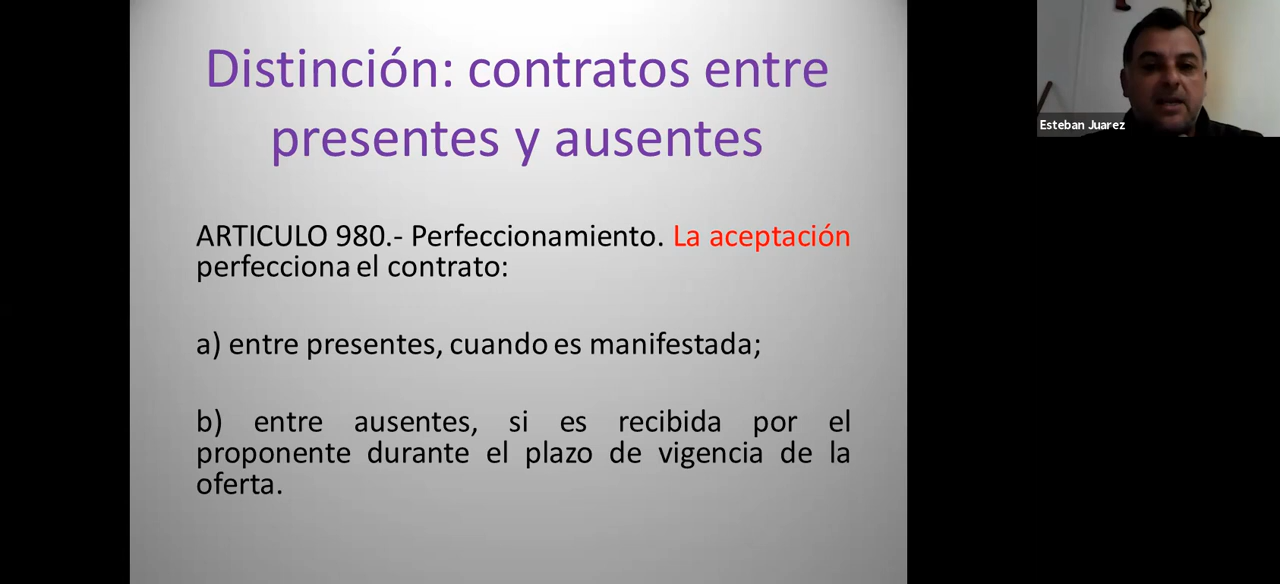 Distinción: contratos entre
presentes y ausentes
Esteban Juarez
ARTICULO 980.- Perfeccionamiento. La aceptación
perfecciona el contrato:
a) entre presentes, cuando es manifestada;
b) entre ausentes, si es recibida por el
proponente durante el plazo de vigencia de la
oferta.